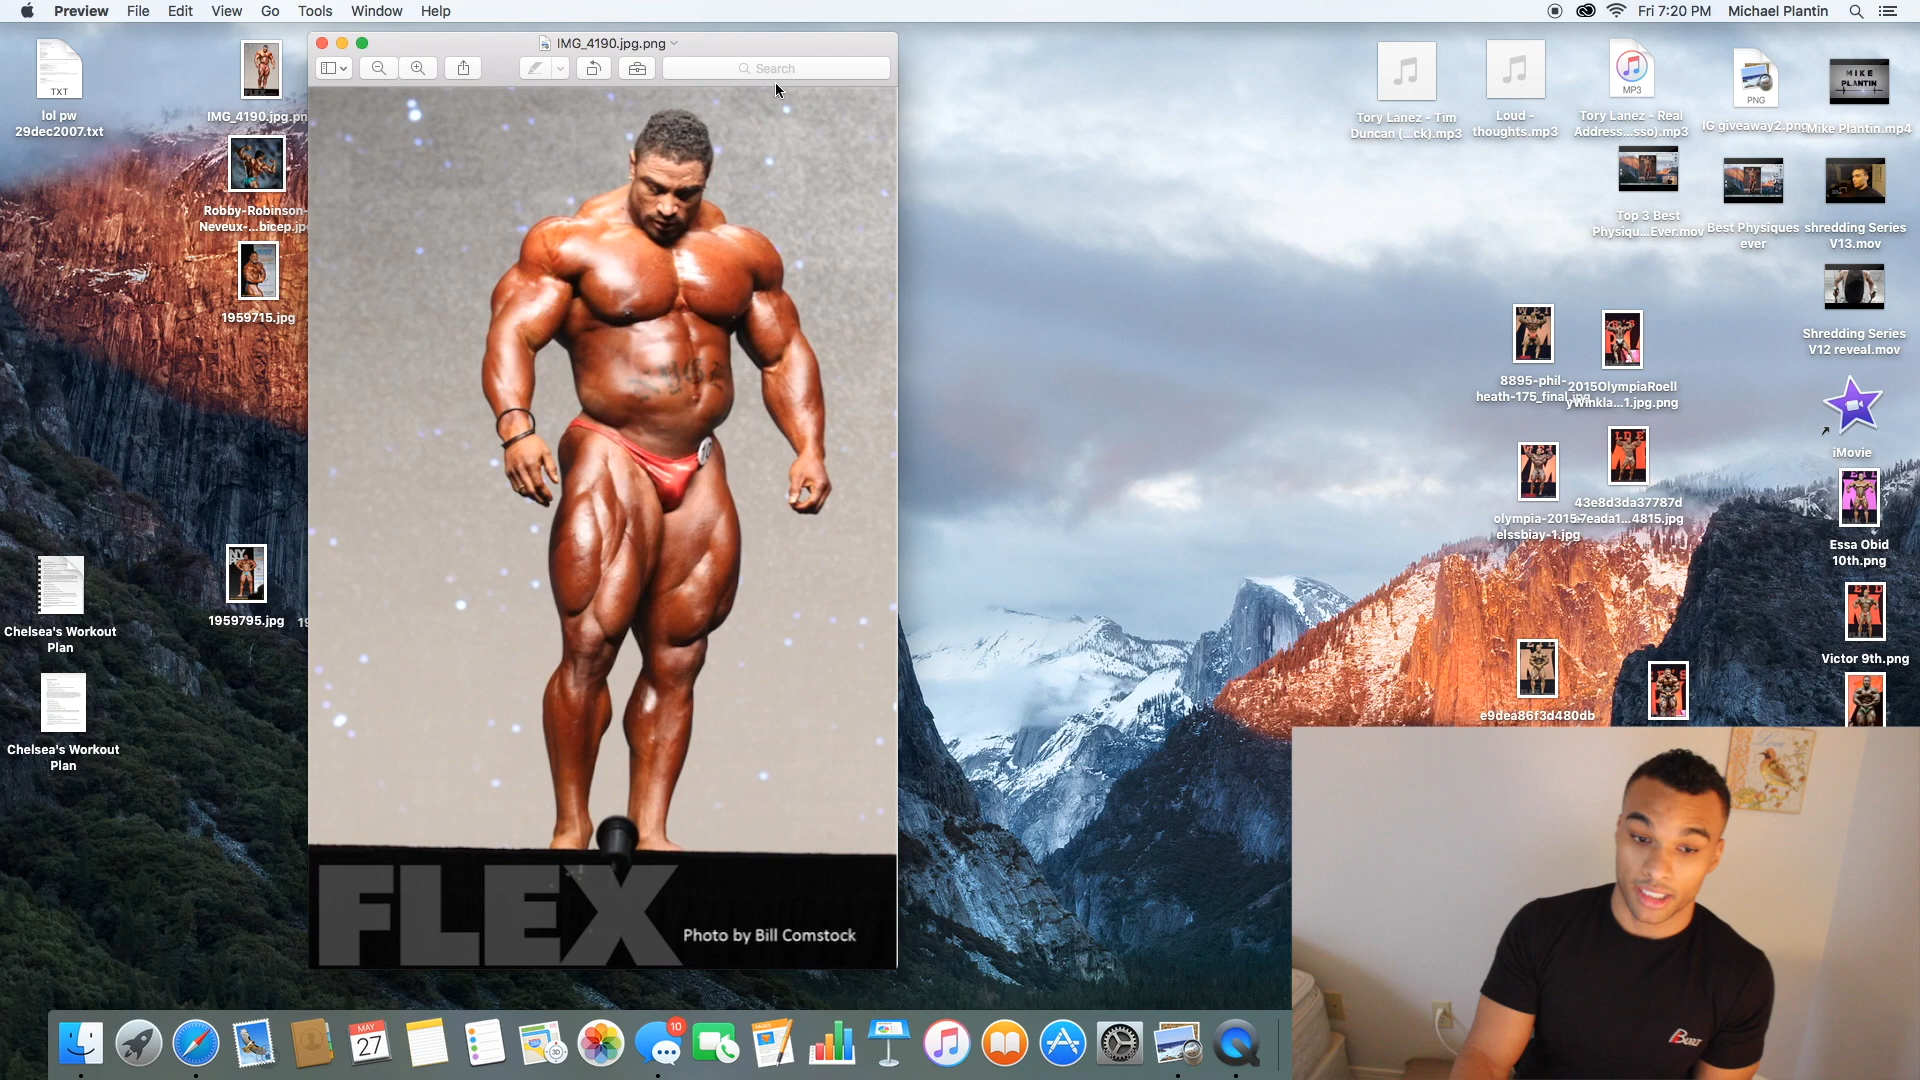 Preview File Edit View Go Tools Window Help
Fri 7:20 PM Michael Plantin
IMG_4190.jpg.png
Search
TXT
lol pw
29dec2007.txt
IMG_4190.jpg.pn
Robby-Robinson-
Neveux-...bicep.jp
1959715.jpg
1959795.jpg
Chelsea's Workout
Plan
Chelsea's Workout
Plan
FLEX
Photo by Bill Comstock
Tory Lanez - Tim
Duncan (...ck).mp3
Loud -
thoughts.mp3
MP3
Tory Lanez - Real
Address...sso).mp3
PNG
IG giveaway2.png
MIKE
PLANTIN
Mike Plantin.mp4
Top 3 Best
Physiqu...Ever.mov
Best Physiques
ever
shredding Series
V13.mov
Shredding Series
V12 reveal.mov
8895-phil-
heath-175_final.jpg
2015OlympiaRoell
yWinkla...1.jpg.png
iMovie
olympia-2015-
elssbiay-1.jpg
43e8d3da37787d
7eada1...4815.jpg
Essa Obid
10th.png
Victor 9th.png
e9dea86f3d480db
MAY
27
10
3D
PAGES